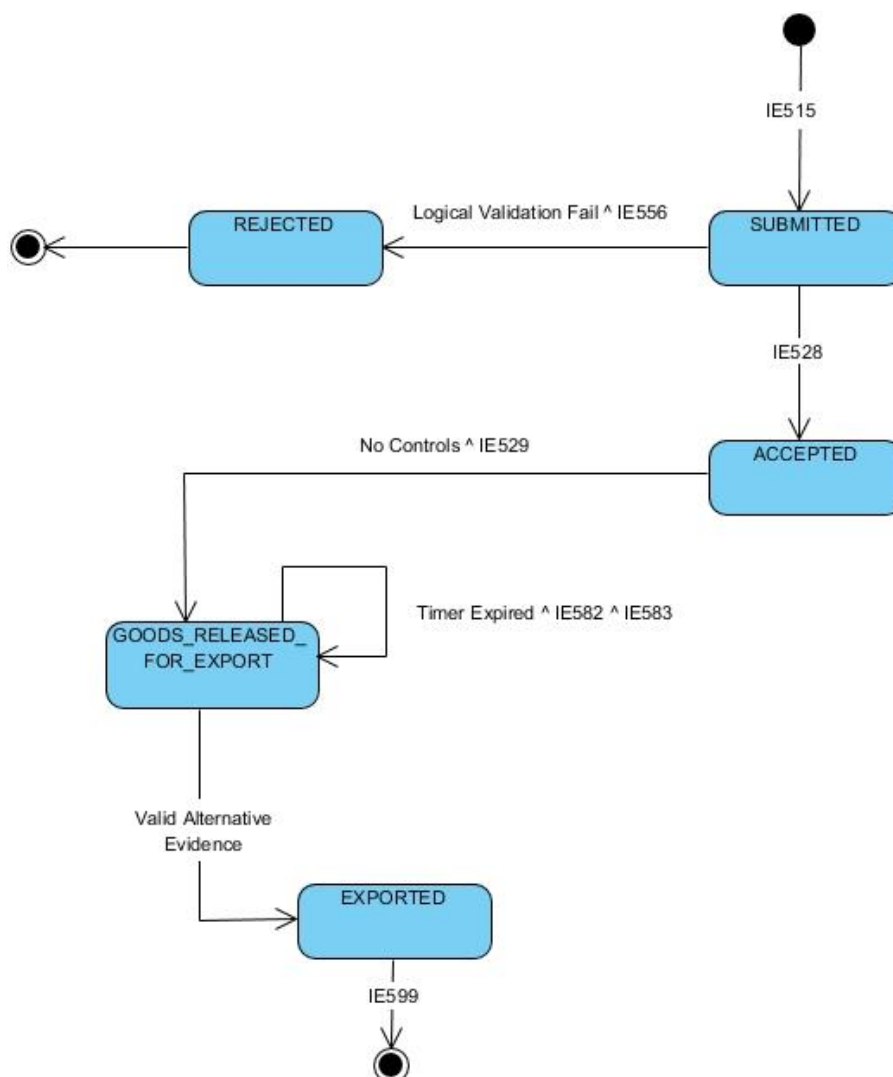 IE515
Logical Validation Fail ^ IE556
REJECTED
SUBMITTED
IE528
No Controls ^ IE529
ACCEPTED
Timer Expired ^ IE582 ^ IE583
GOODS_RELEASED_
FOR_EXPORT
Valid Alternative
Evidence
EXPORTED
IE599